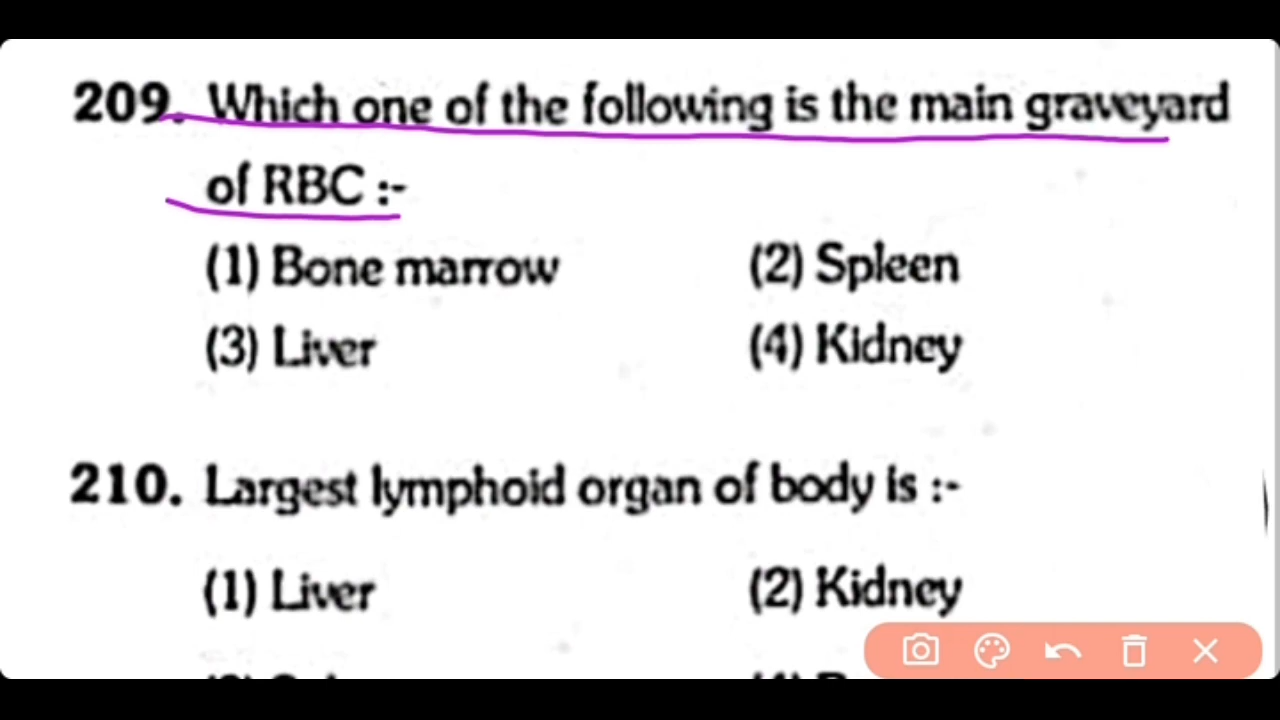 209. Which one of the following is the main graveyard
of RBC :-
(1) Bone marrow (2) Spleen
(3) Liver (4) Kidney
210. Largest lymphoid organ of body is :-
(1) Liver (2) Kidney